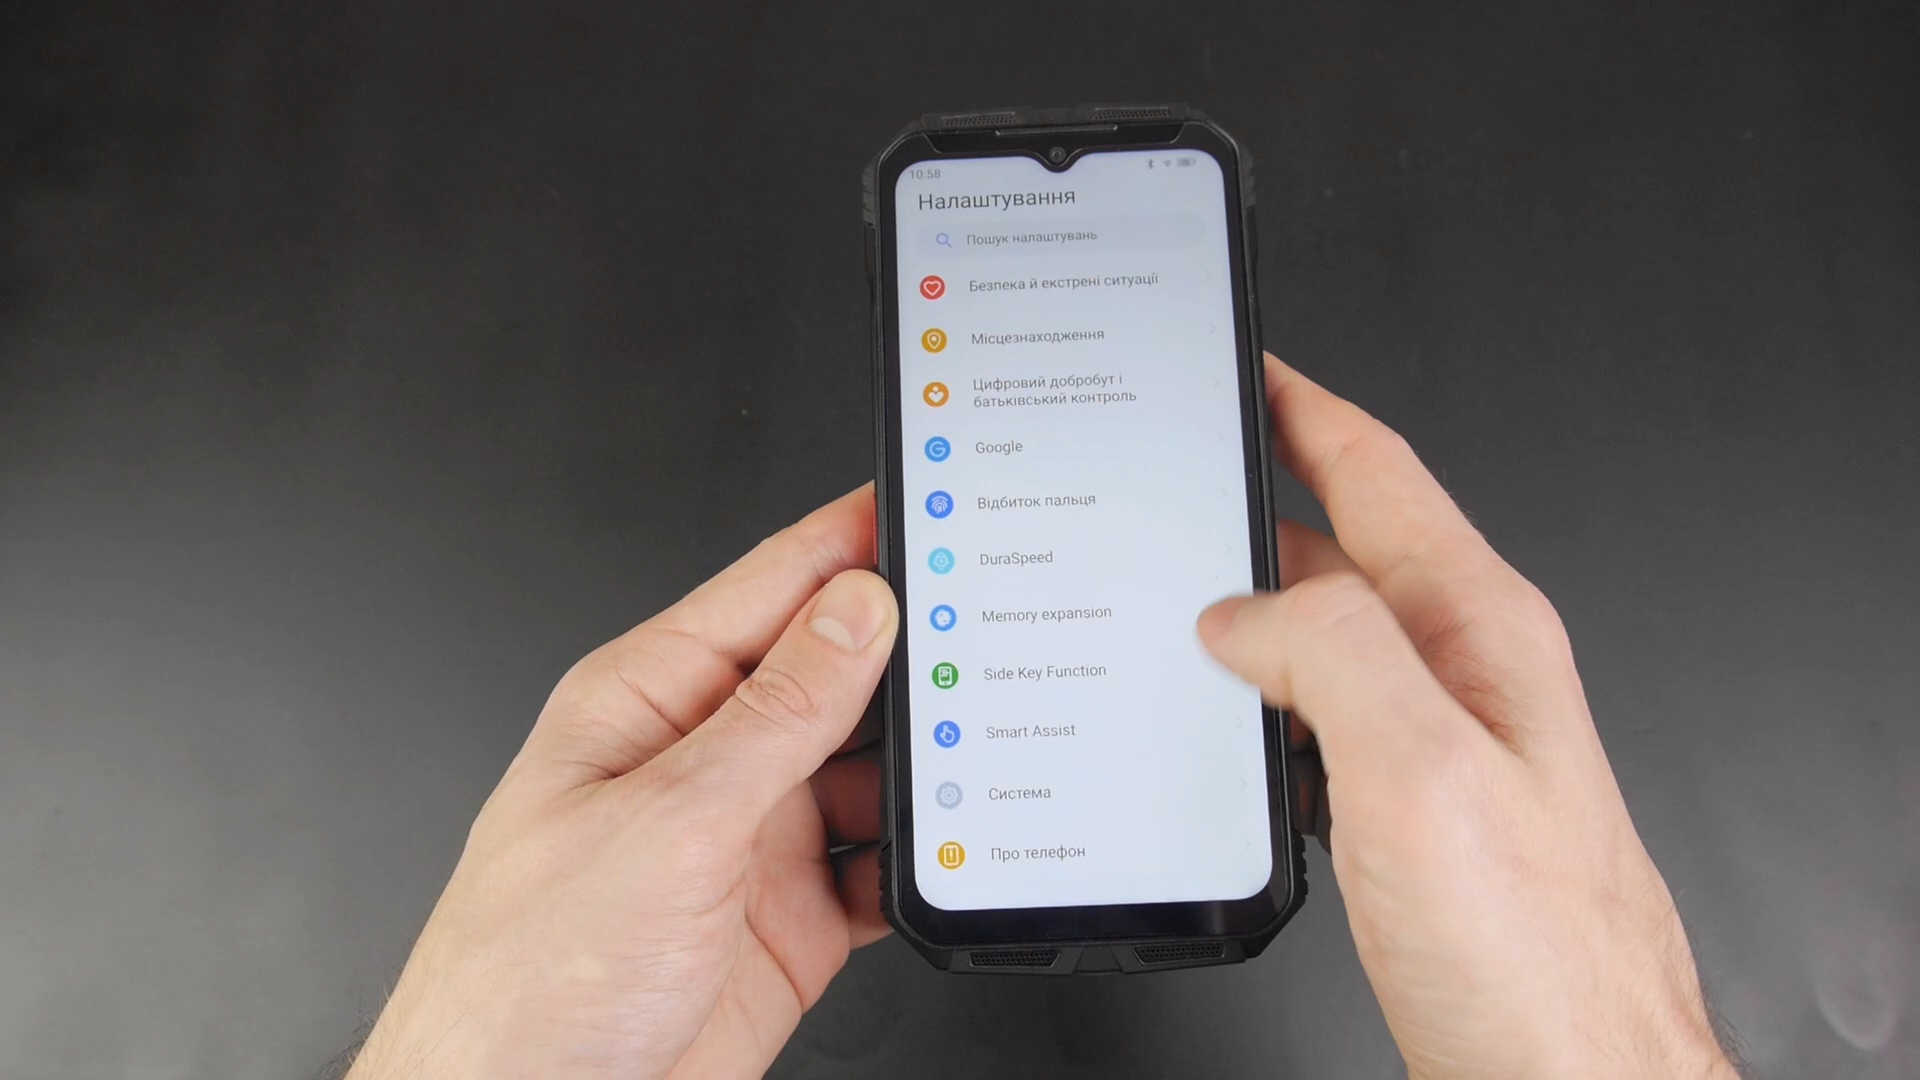 10:58
Налаштування
Пошук налаштувань
Безпека й екстрені ситуації
Місцезнаходження
Цифровий добробут і
батьківський контроль
Google
Відбиток пальця
DuraSpeed
Memory expansion
Side Key Function
Smart Assist
Система
Про телефон